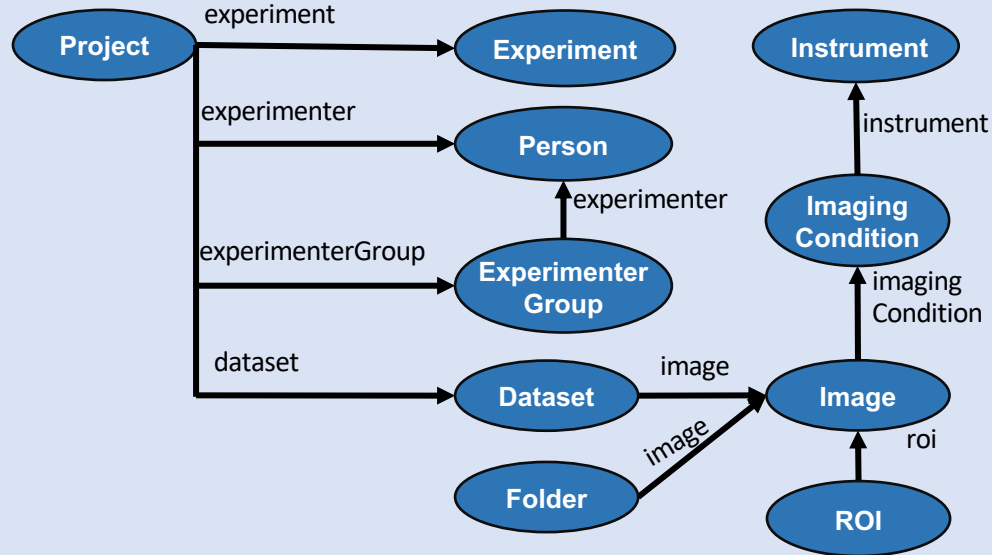 experiment
Project
Experiment
Instrument
experimenter
Person
instrument
experimenter
Imaging
Condition
experimenterGroup
Experimenter
Group
imaging
Condition
dataset
Dataset
image
Image
image
roi
Folder
ROI